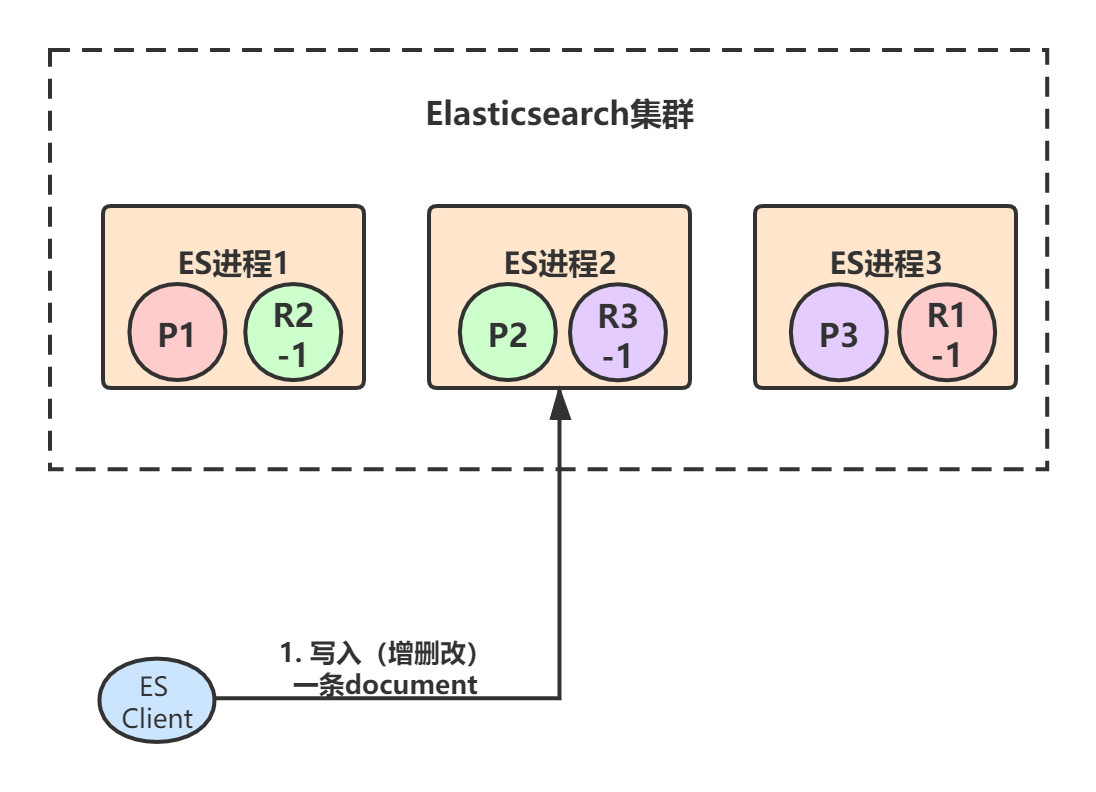 Elasticsearch集群
ES进程1
P1
R2
-1
ES进程2
P2
R3
-1
ES进程3
P3
R1
-1
1. 写入（增删改）
一条document
ES
Client